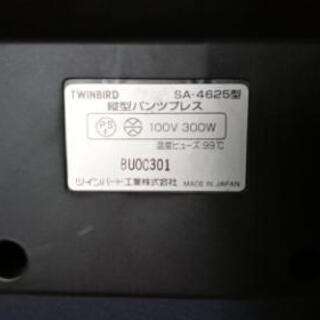 TWINBIRD SA-4625型
縦型パンツプレス
PS E 100V 300W
温度ヒューズ:99℃
8U0C301
ツインバード工業株式会社 MADE IN JAPAN